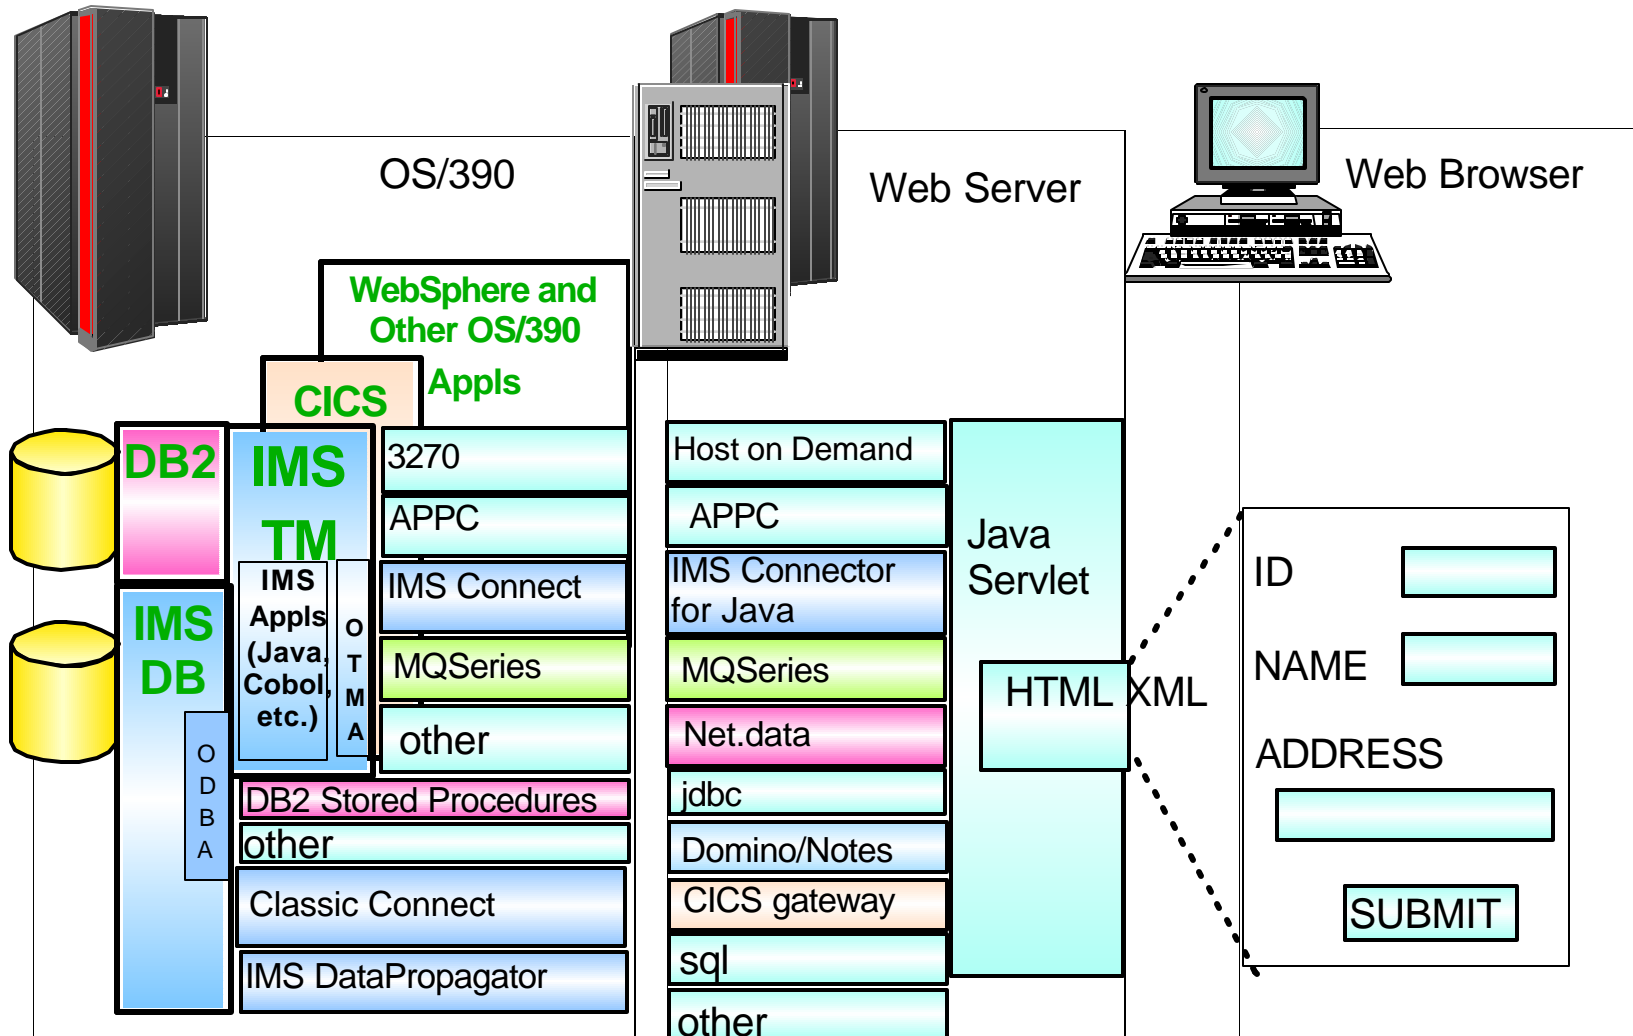 OS/390
Web Server
Web Browser
WebSphere and
Other OS/390
Appls
CICS
DB2
IMS
TM
IMS
Appls
(Java,
Cobol,
etc.)
O
T
M
A
IMS
DB
O
D
B
A
3270
APPC
IMS Connect
MQSeries
other
DB2 Stored Procedures
other
Classic Connect
IMS DataPropagator
Host on Demand
APPC
IMS Connector
for Java
MQSeries
Net.data
jdbc
Domino/Notes
CICS gateway
sql
other
Java
Servlet
HTML XML
ID
NAME
ADDRESS
SUBMIT